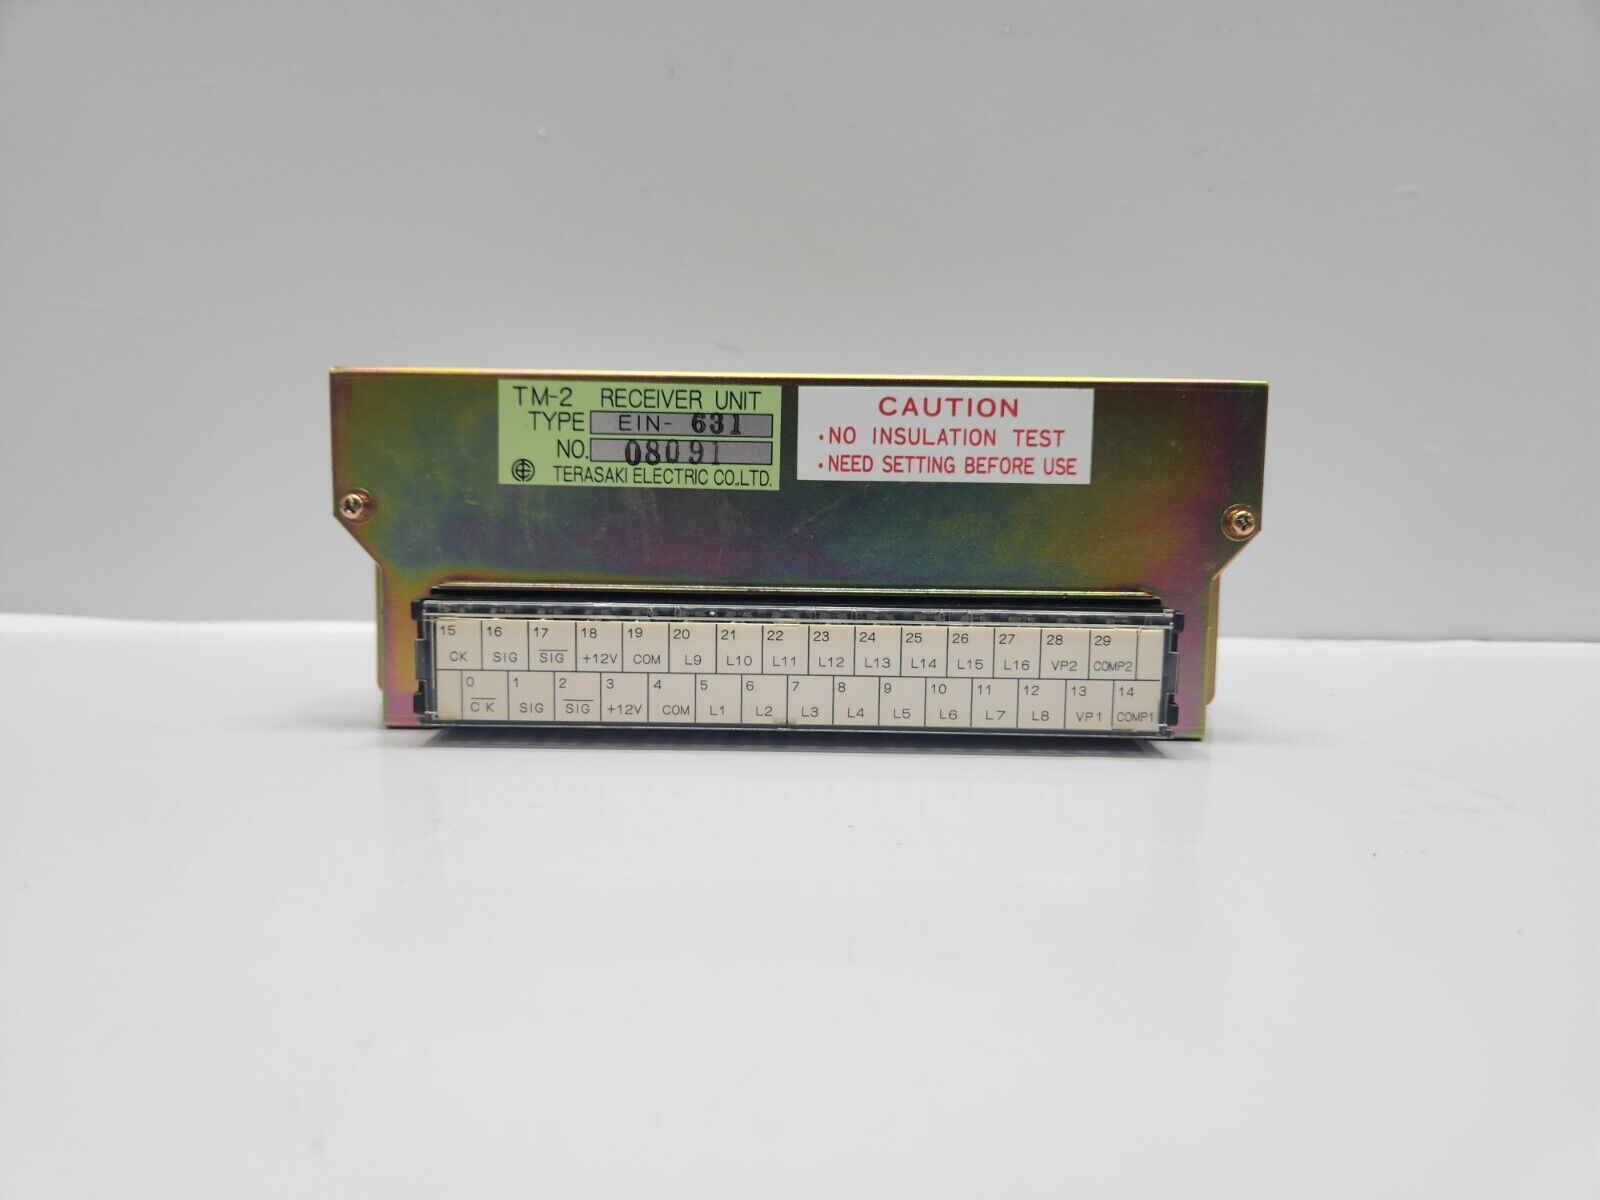 TM-2 RECEIVER UNIT
TYPE EIN- 631
NO. 08091
TERASAKI ELECTRIC CO.,LTD.
CAUTION
・NO INSULATION TEST
・NEED SETTING BEFORE USE
15 16 17 18 19 20 21 22 23 24 25 26 27 28 29
CK SIG S̅I̅G̅ +12V COM L9 L10 L11 L12 L13 L14 L15 L16 VP2 COMP2
0 1 2 3 4 5 6 7 8 9 10 11 12 13 14
C̅K̅ SIG S̅I̅G̅ +12V COM L1 L2 L3 L4 L5 L6 L7 L8 VP1 COMP1